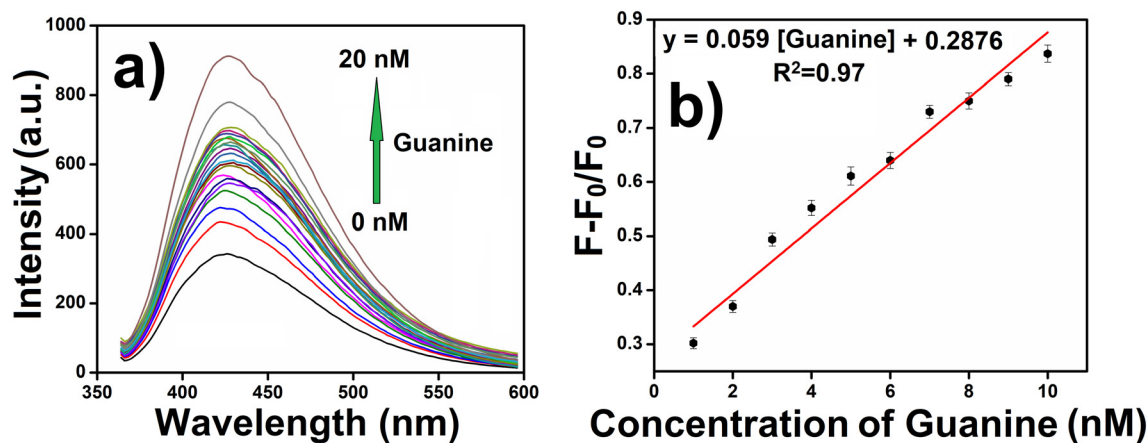 a)
20 nM
Guanine
0 nM
Intensity (a.u.)
1000
800
600
400
200
0
350
400
450
500
550
600
Wavelength (nm)
y = 0.059 [Guanine] + 0.2876
R²=0.97
b)
F-F₀/F₀
0.9
0.8
0.7
0.6
0.5
0.4
0.3
0
2
4
6
8
10
Concentration of Guanine (nM)